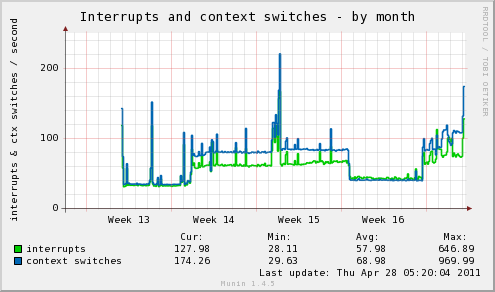 Interrupts and context switches - by month
RRDTOOL / TOBI OETIKER
interrupts & ctx switches / second
200
100
0
Week 13 Week 14 Week 15 Week 16
Cur: Min: Avg: Max:
interrupts 127.98 28.11 57.98 646.89
context switches 174.26 29.63 68.98 969.99
Last update: Thu Apr 28 05:20:04 2011
Munin 1.4.5